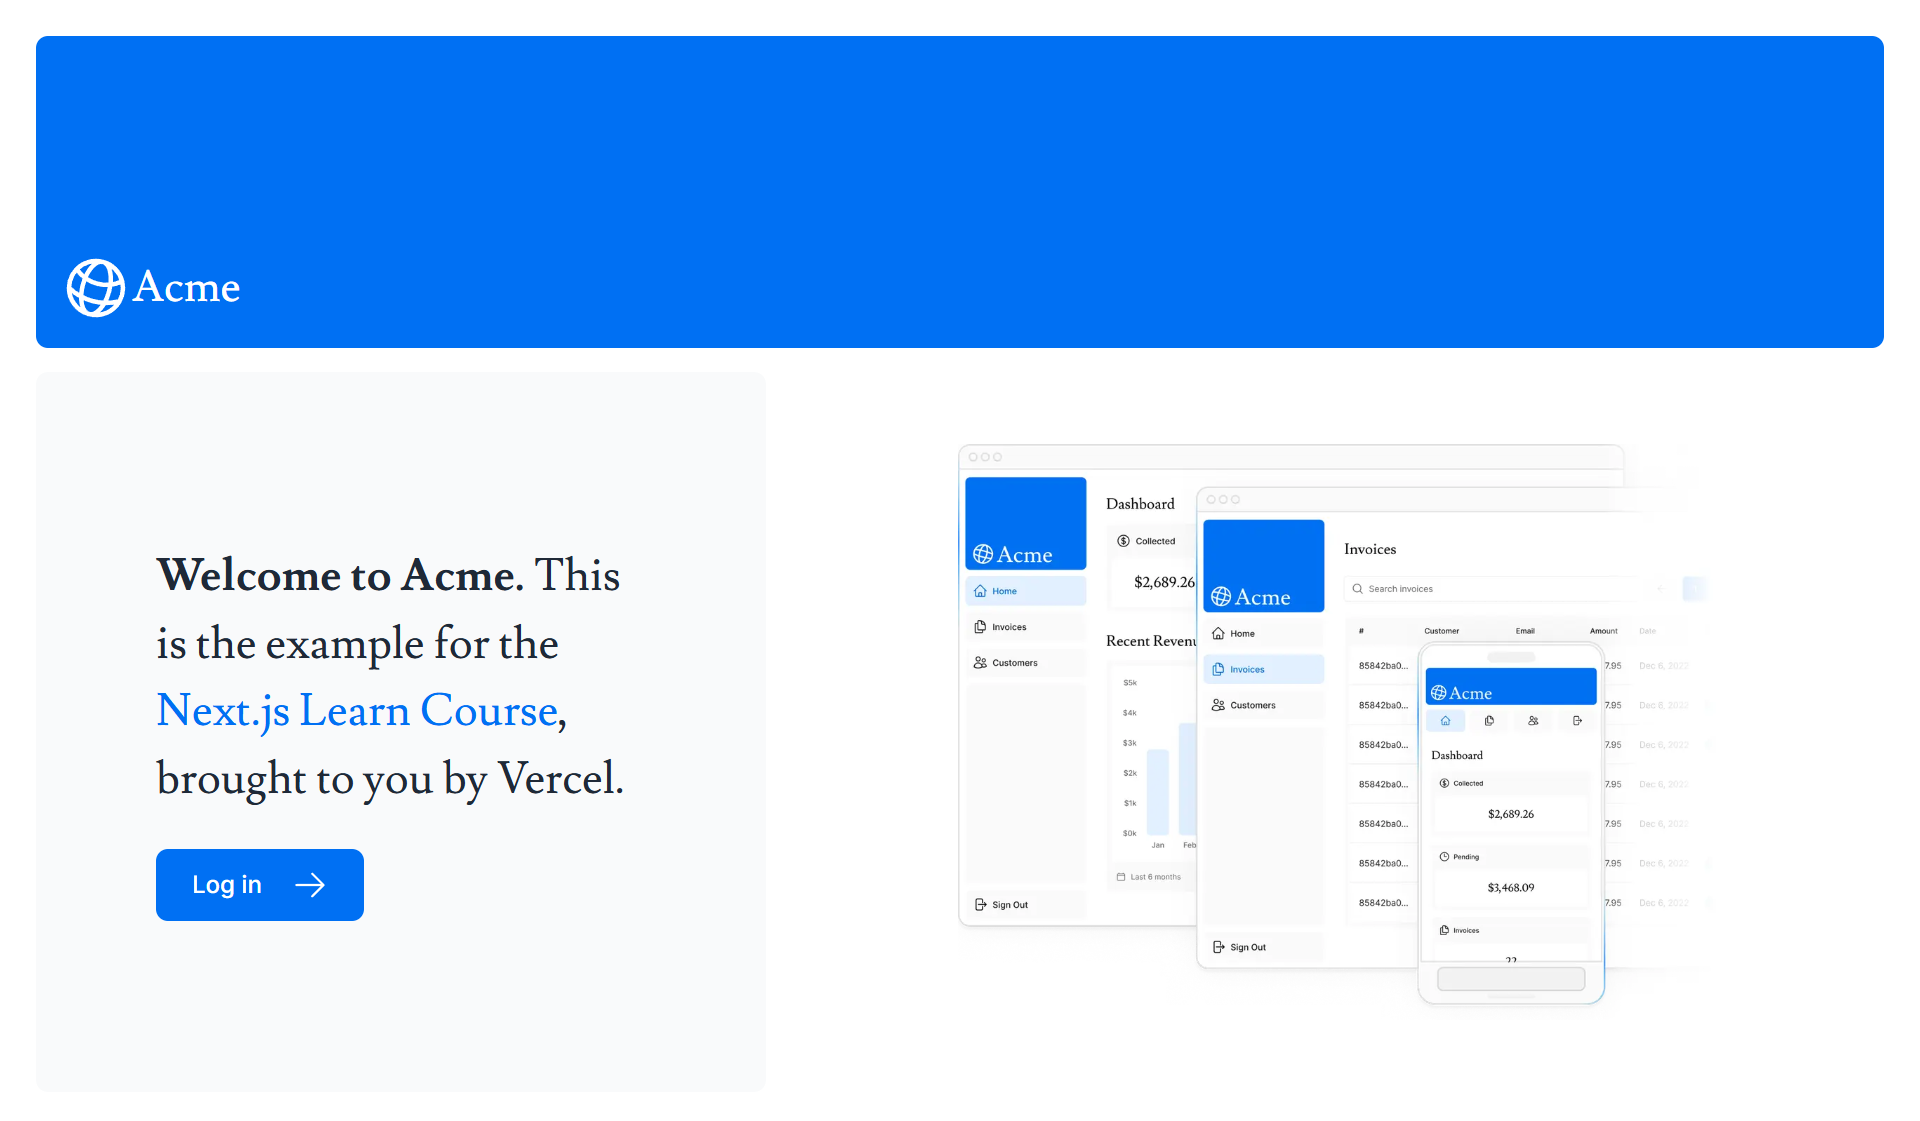 Acme
Welcome to Acme. This
is the example for the
Next.js Learn Course,
brought to you by Vercel.
Log in
Acme
Home
Invoices
Customers
Sign Out
Dashboard
Collected
$2,689.26
Recent Revenu
$5k
$4k
$3k
$2k
$1k
$0k
Jan Feb
Last 6 months
Acme
Home
Invoices
Customers
Sign Out
Invoices
Search invoices
# Customer Email Amount Date
85842ba0... 7.95 Dec 6, 2022
85842ba0... 7.95 Dec 6, 2022
85842ba0... 7.95 Dec 6, 2022
85842ba0... 7.95 Dec 6, 2022
85842ba0... 7.95 Dec 6, 2022
85842ba0... 7.95 Dec 6, 2022
85842ba0... 7.95 Dec 6, 2022
Acme
Dashboard
Collected
$2,689.26
Pending
$3,468.09
Invoices
22